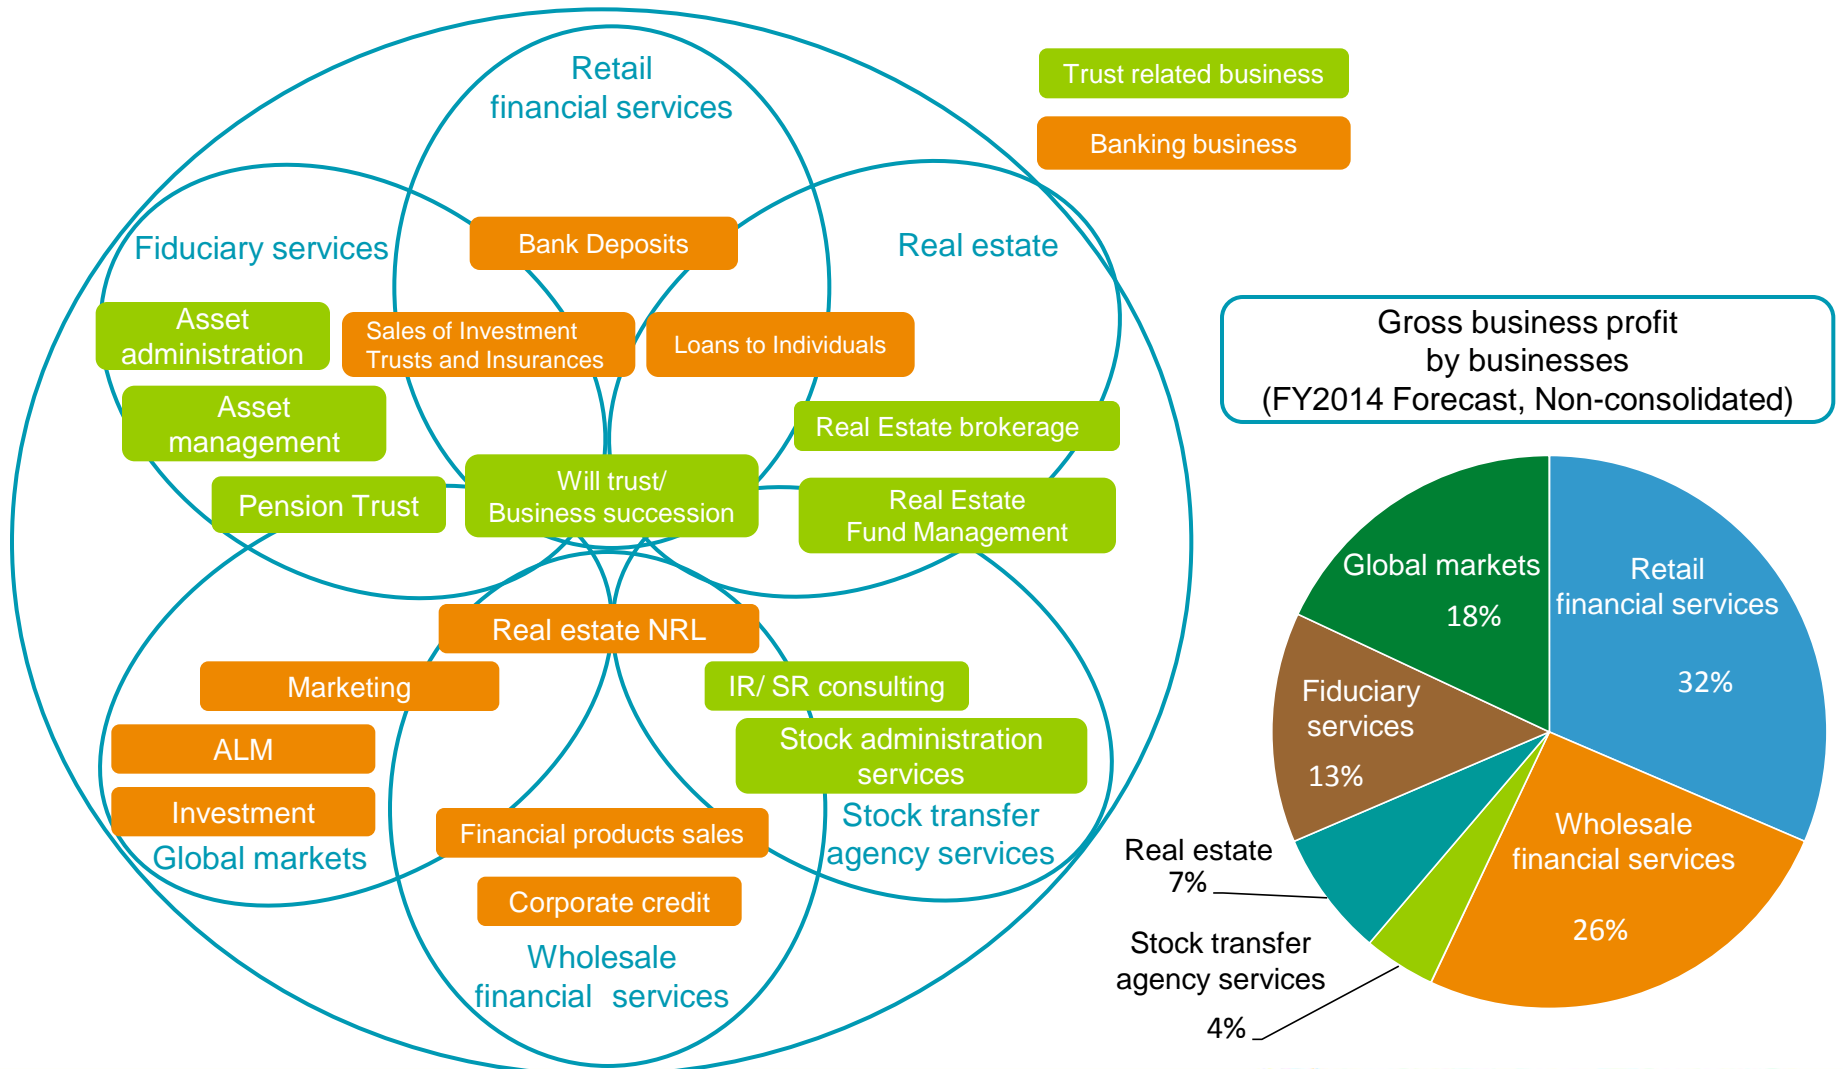 Retail
financial services
Trust related business
Banking business
Fiduciary services
Bank Deposits
Real estate
Asset
administration
Sales of Investment
Trusts and Insurances
Loans to Individuals
Asset
management
Real Estate brokerage
Pension Trust
Will trust/
Business succession
Real Estate
Fund Management
Real estate NRL
Marketing
IR/ SR consulting
ALM
Stock administration
services
Investment
Global markets
Financial products sales
Stock transfer
agency services
Corporate credit
Wholesale
financial services
Gross business profit
by businesses
(FY2014 Forecast, Non-consolidated)
Global markets
18%
Retail
financial services
32%
Fiduciary
services
13%
Wholesale
financial services
26%
Real estate
7%
Stock transfer
agency services
4%